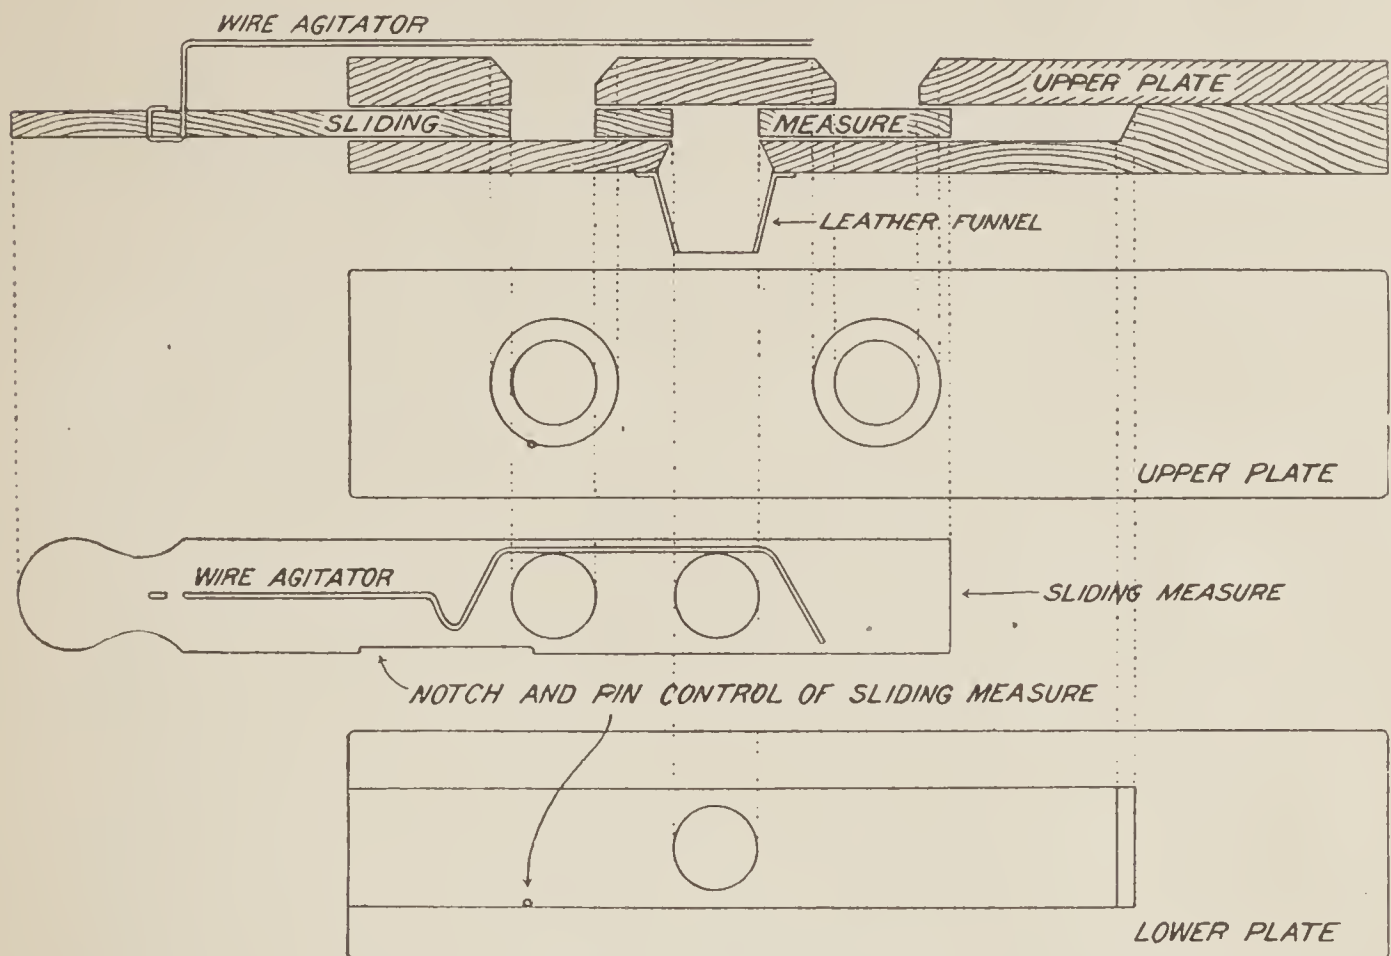 WIRE AGITATOR
UPPER PLATE
SLIDING MEASURE
LEATHER FUNNEL
UPPER PLATE
WIRE AGITATOR
SLIDING MEASURE
NOTCH AND PIN CONTROL OF SLIDING MEASURE
LOWER PLATE